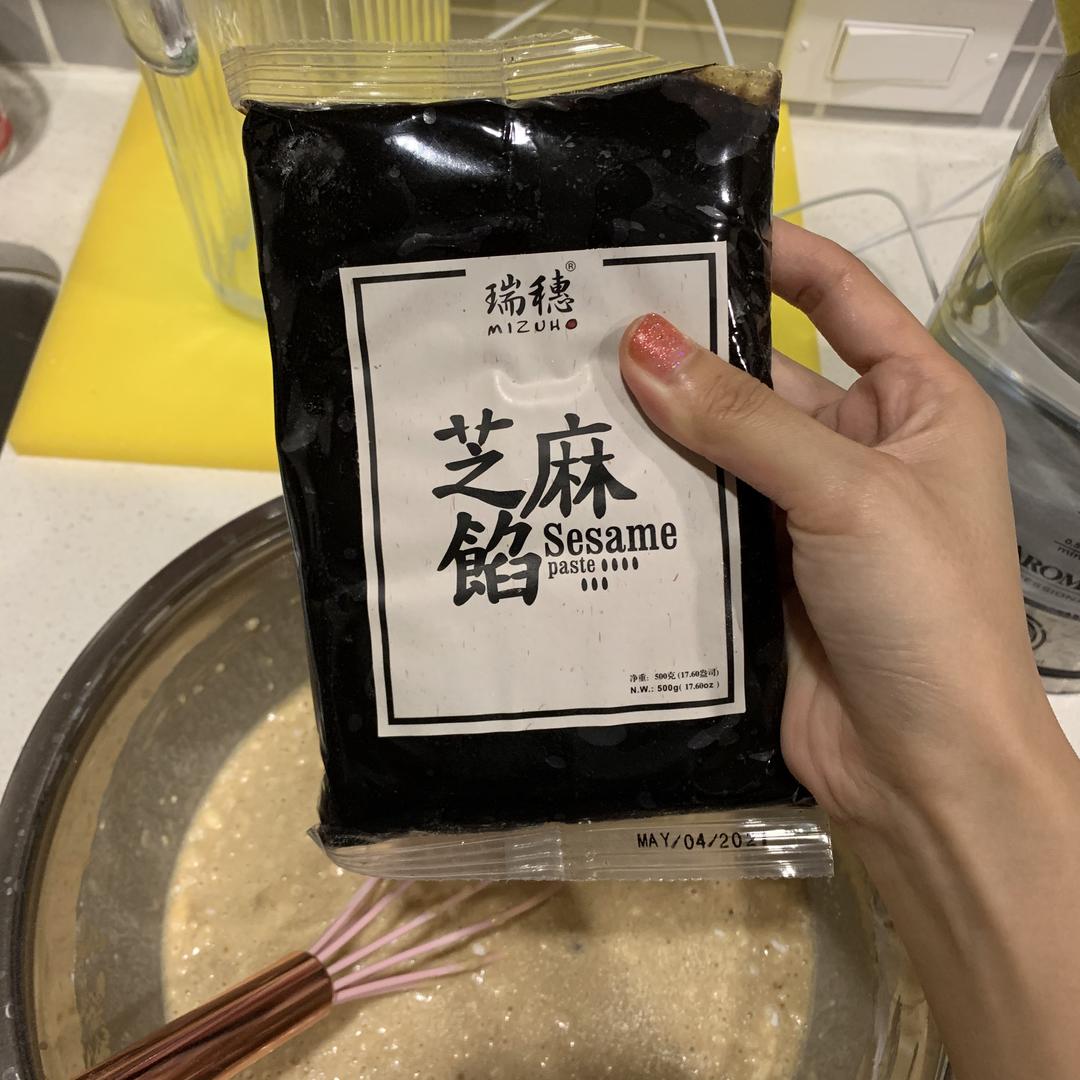 瑞穗®
MIZUHO
芝麻
餡 Sesame
paste
净重: 500克 (17.60盎司)
N.W.: 500g( 17.60oz )
MAY/04/2021